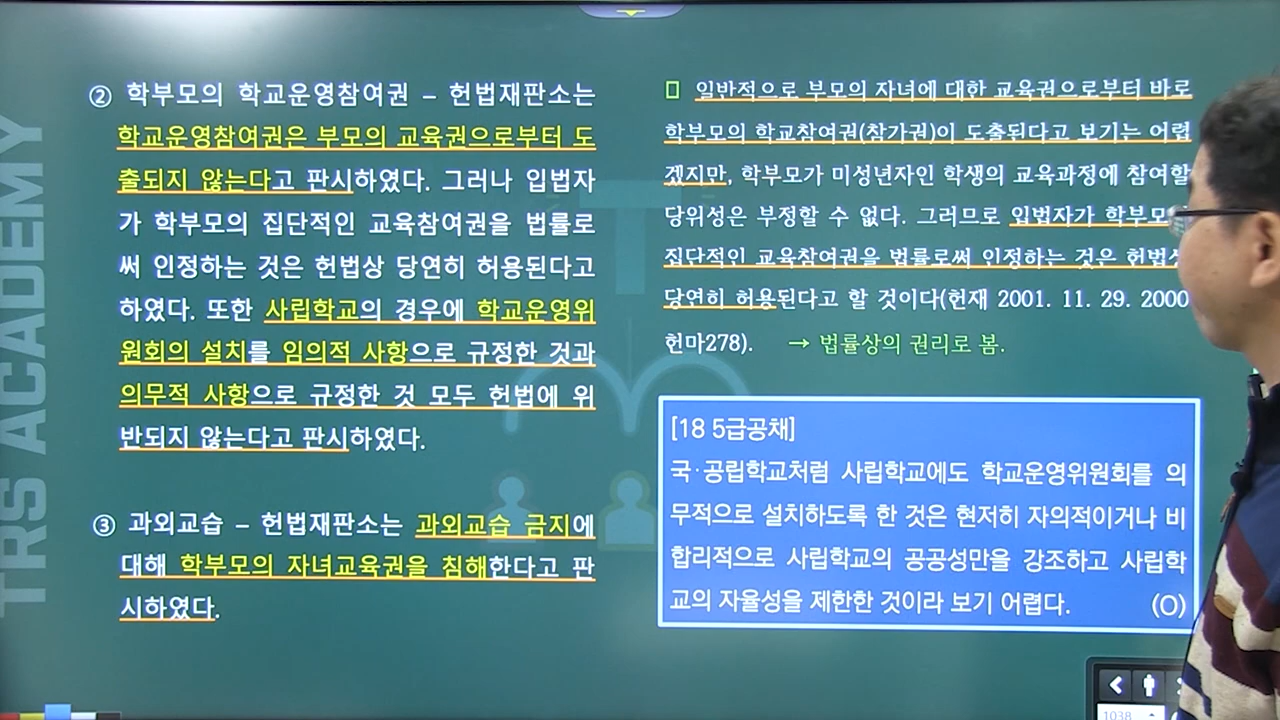 ② 학부모의 학교운영참여권 – 헌법재판소는
학교운영참여권은 부모의 교육권으로부터 도
출되지 않는다고 판시하였다. 그러나 입법자
가 학부모의 집단적인 교육참여권을 법률로
써 인정하는 것은 헌법상 당연히 허용된다고
하였다. 또한 사립학교의 경우에 학교운영위
원회의 설치를 임의적 사항으로 규정한 것과
의무적 사항으로 규정한 것 모두 헌법에 위
반되지 않는다고 판시하였다.
③ 과외교습 – 헌법재판소는 과외교습 금지에
대해 학부모의 자녀교육권을 침해한다고 판
시하였다.
일반적으로 부모의 자녀에 대한 교육권으로부터 바로
학부모의 학교참여권(참가권)이 도출된다고 보기는 어렵
겠지만, 학부모가 미성년자인 학생의 교육과정에 참여할
당위성은 부정할 수 없다. 그러므로 입법자가 학부모
집단적인 교육참여권을 법률로써 인정하는 것은 헌법
당연히 허용된다고 할 것이다(헌재 2001. 11. 29. 2000
헌마278). → 법률상의 권리로 봄.
[18 5급공채]
국·공립학교처럼 사립학교에도 학교운영위원회를 의
무적으로 설치하도록 한 것은 현저히 자의적이거나 비
합리적으로 사립학교의 공공성만을 강조하고 사립학
교의 자율성을 제한한 것이라 보기 어렵다. (O)
TRS ACADEMY
1038